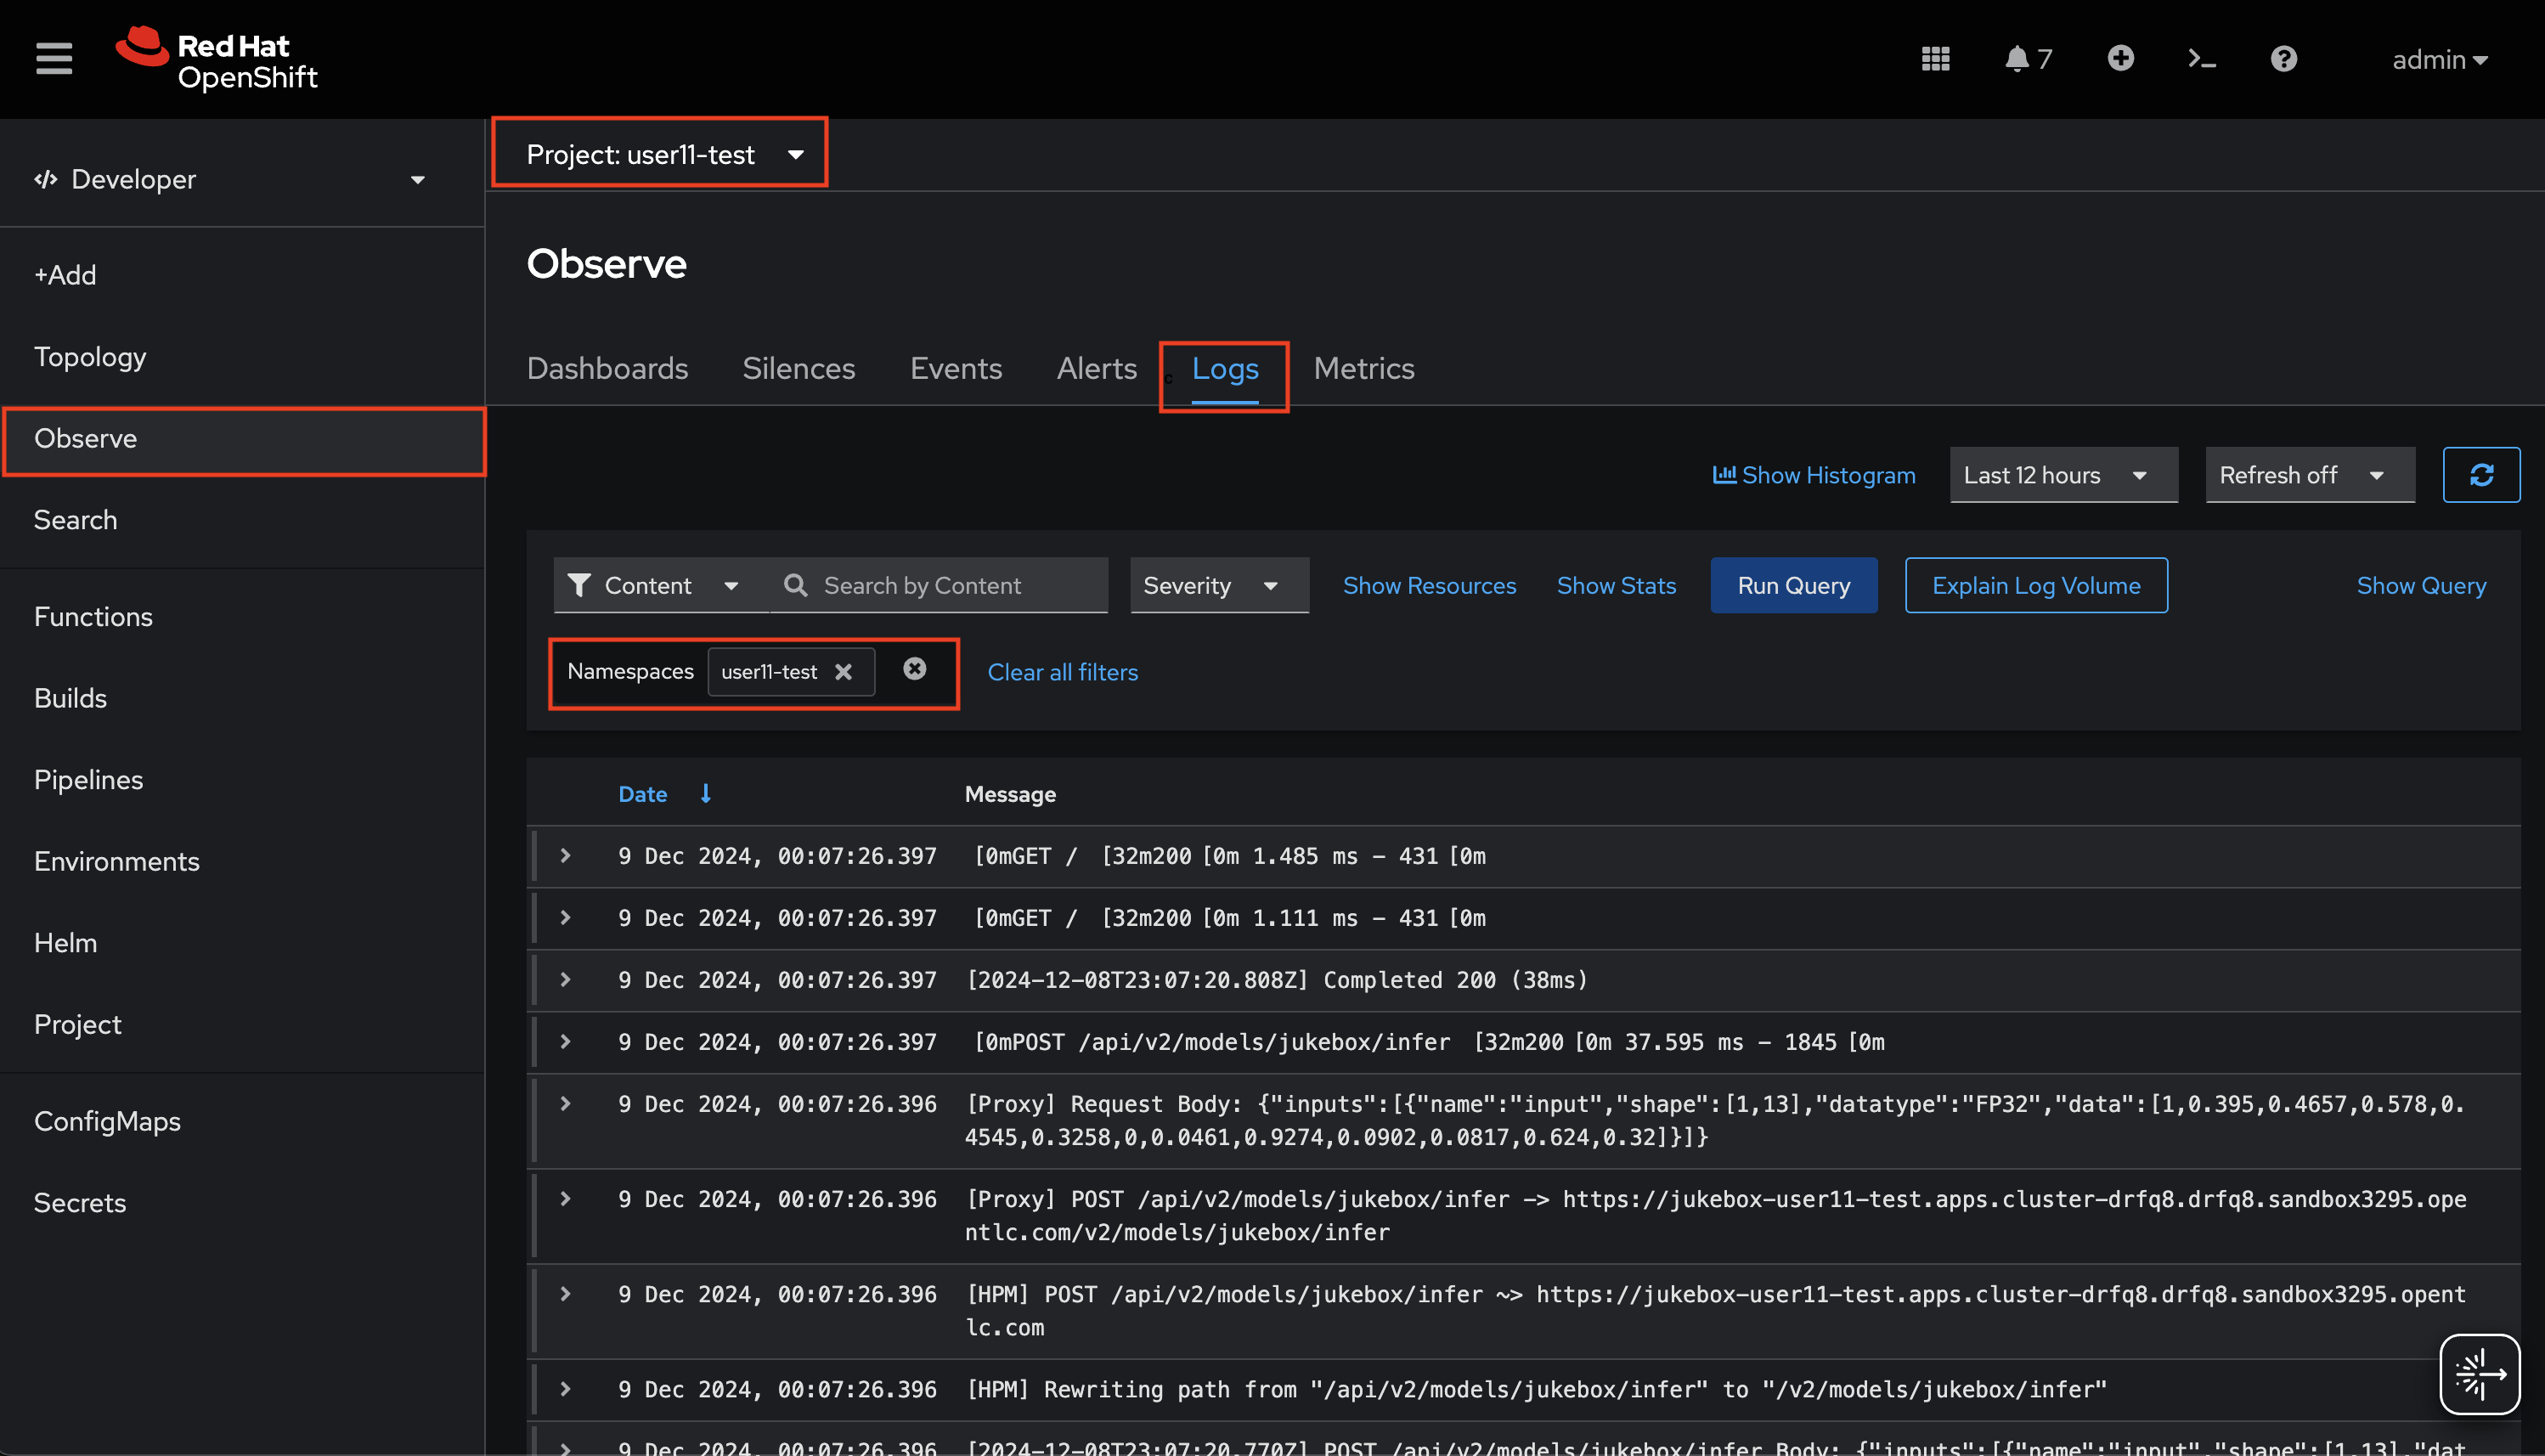 Red Hat
OpenShift
7
admin
Developer
Project: user11-test
+Add
Topology
Observe
Search
Functions
Builds
Pipelines
Environments
Helm
Project
ConfigMaps
Secrets
Observe
Dashboards Silences Events Alerts c Logs Metrics
Show Histogram Last 12 hours Refresh off
Content Search by Content Severity Show Resources Show Stats Run Query Explain Log Volume Show Query
Namespaces user11-test Clear all filters
Date Message
9 Dec 2024, 00:07:26.397 [0mGET / [32m200 [0m 1.485 ms - 431 [0m
9 Dec 2024, 00:07:26.397 [0mGET / [32m200 [0m 1.111 ms - 431 [0m
9 Dec 2024, 00:07:26.397 [2024-12-08T23:07:20.808Z] Completed 200 (38ms)
9 Dec 2024, 00:07:26.397 [0mPOST /api/v2/models/jukebox/infer [32m200 [0m 37.595 ms - 1845 [0m
9 Dec 2024, 00:07:26.396 [Proxy] Request Body: {"inputs":[{"name":"input","shape":[1,13],"datatype":"FP32","data":[1,0.395,0.4657,0.578,0.
4545,0.3258,0,0.0461,0.9274,0.0902,0.0817,0.624,0.32]}]}
9 Dec 2024, 00:07:26.396 [Proxy] POST /api/v2/models/jukebox/infer -> https://jukebox-user11-test.apps.cluster-drfq8.drfq8.sandbox3295.ope
ntlc.com/v2/models/jukebox/infer
9 Dec 2024, 00:07:26.396 [HPM] POST /api/v2/models/jukebox/infer ~> https://jukebox-user11-test.apps.cluster-drfq8.drfq8.sandbox3295.opent
lc.com
9 Dec 2024, 00:07:26.396 [HPM] Rewriting path from "/api/v2/models/jukebox/infer" to "/v2/models/jukebox/infer"
9 Dec 2024, 00:07:26.396 [2024-12-08T23:07:20.770Z] POST /api/v2/models/jukebox/infer Body: {"inputs":[{"name":"input","shape":[1,13],"dat